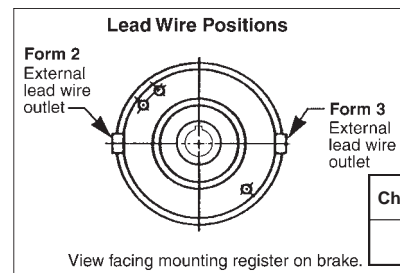 Lead Wire Positions
Form 2
External
lead wire
outlet
Form 3
External
lead wire
outlet
Ch
View facing mounting register on brake.